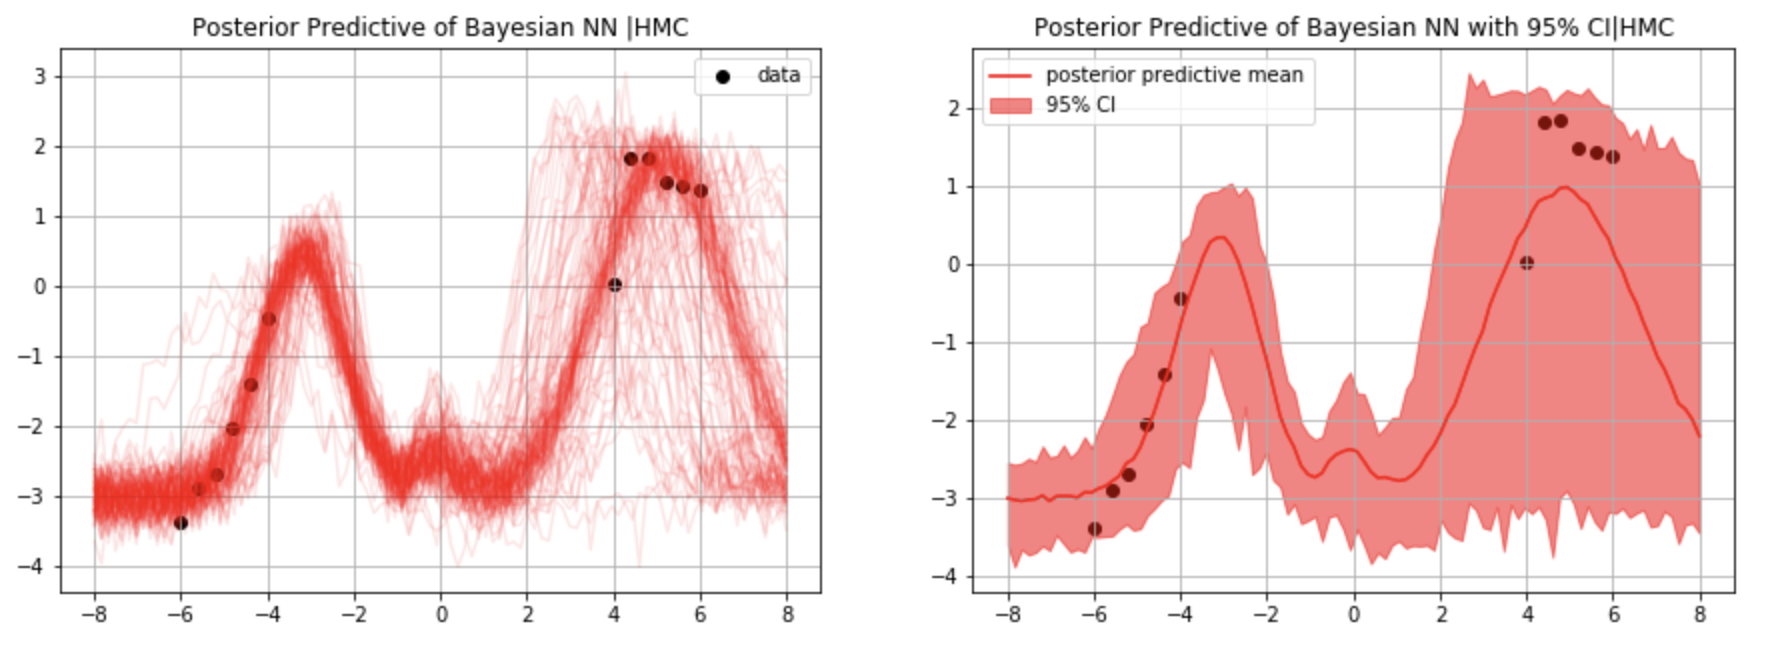 Posterior Predictive of Bayesian NN |HMC
data
3
2
1
0
−1
−2
−3
−4
−8 −6 −4 −2 0 2 4 6 8
Posterior Predictive of Bayesian NN with 95% CI|HMC
posterior predictive mean
95% CI
2
1
0
−1
−2
−3
−4
−8 −6 −4 −2 0 2 4 6 8